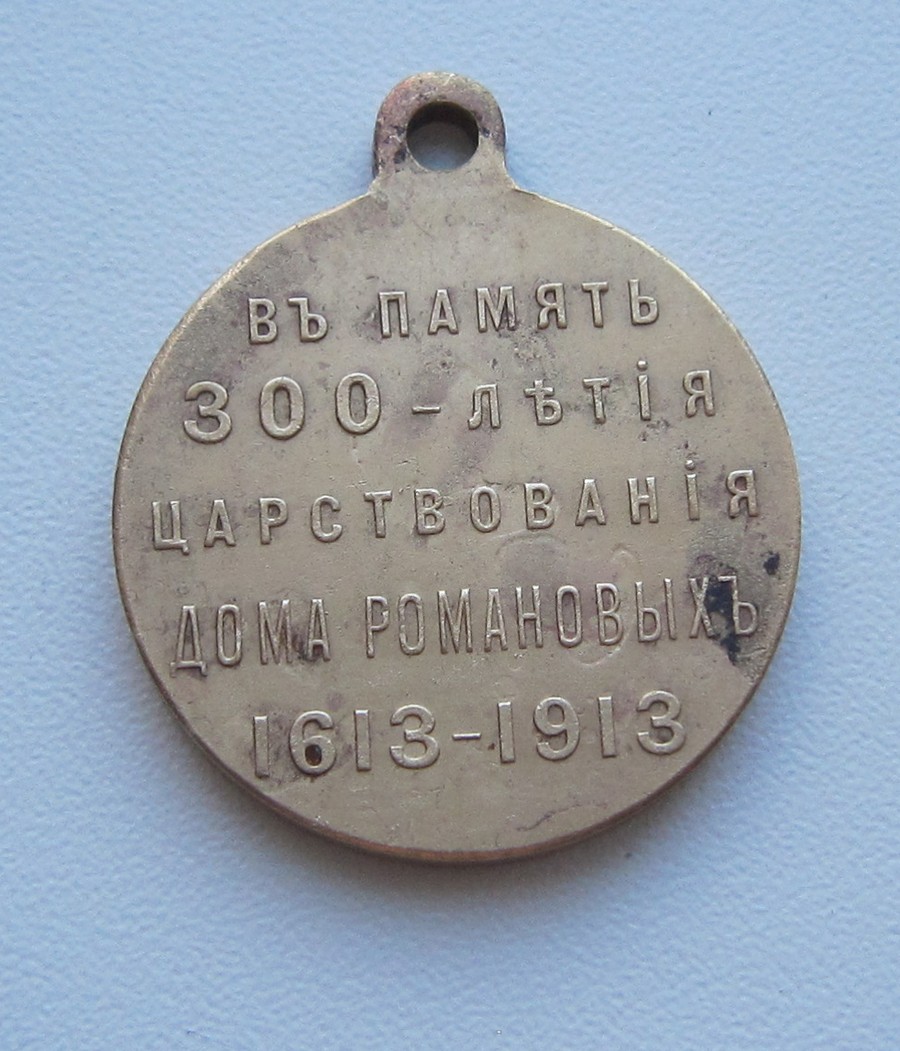 ВЪ ПАМЯТЬ
300-ЛѢТІЯ
ЦАРСТВОВАНІЯ
ДОМА РОМАНОВЫХЪ
1613-1913